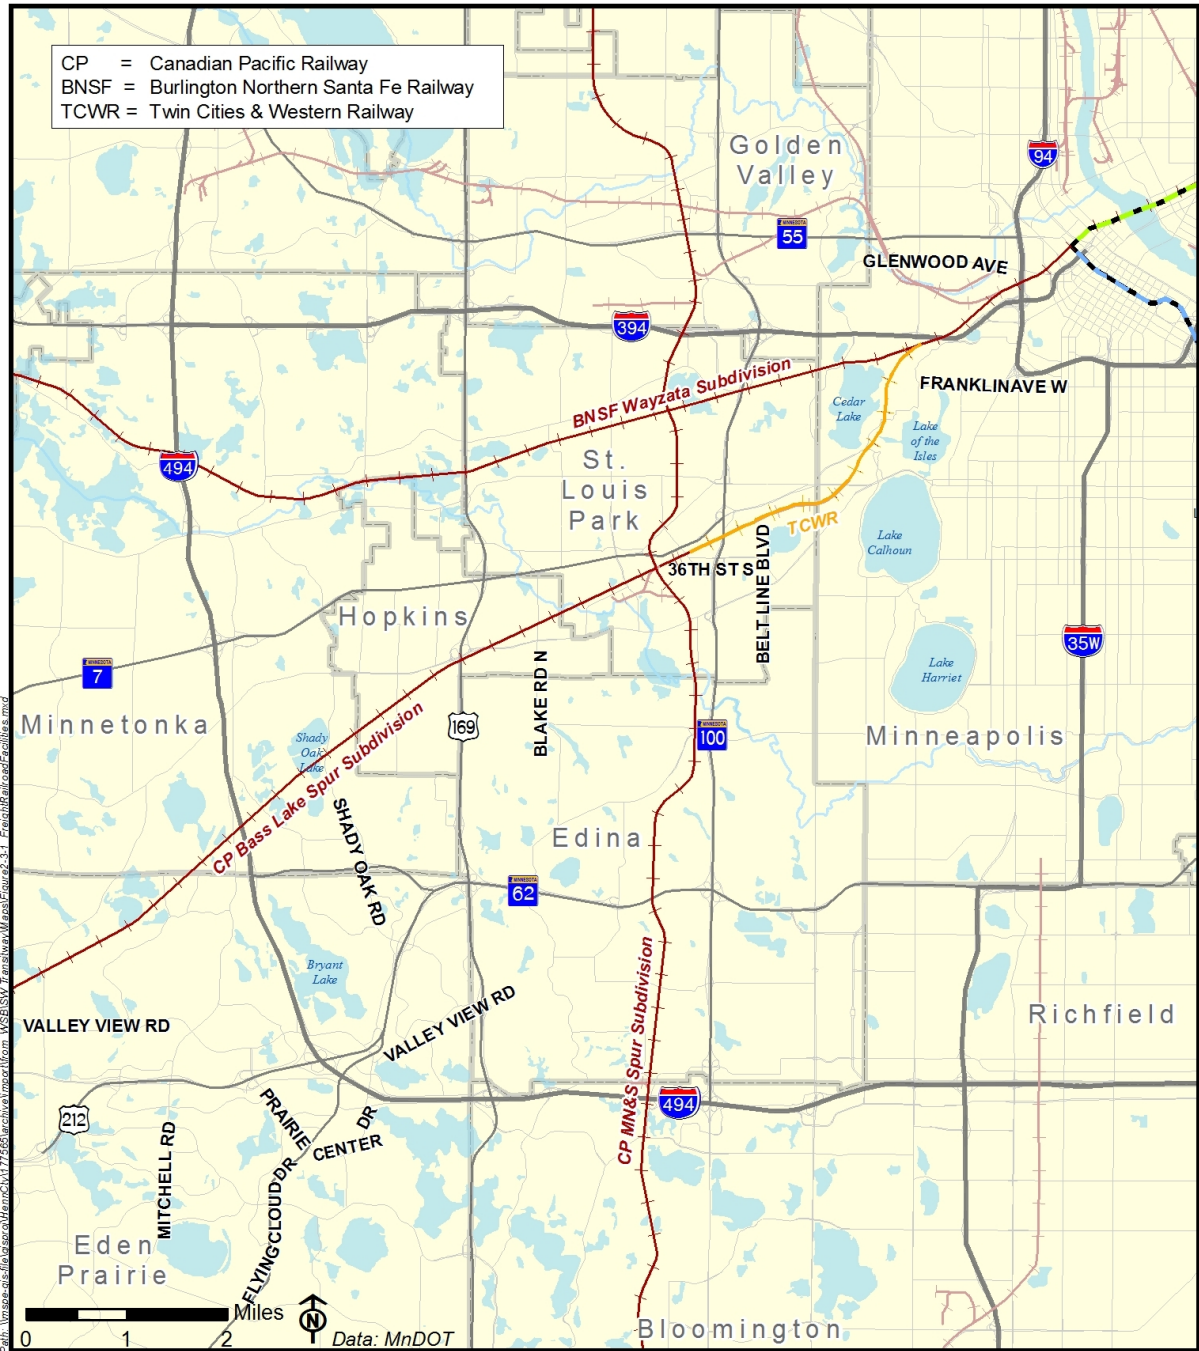 CP = Canadian Pacific Railway
BNSF = Burlington Northern Santa Fe Railway
TCWR = Twin Cities & Western Railway
Golden
Valley
94
MINNESOTA
55
GLENWOOD AVE
394
BNSF Wayzata Subdivision
FRANKLINAVE W
Cedar
Lake
Lake
of the
Isles
494
St.
Louis
Park
TCWR
Lake
Calhoun
36TH ST S
BELT LINE BLVD
Hopkins
35W
MINNESOTA
7
Lake
Harriet
BLAKE RD N
Minnetonka
169
MINNESOTA
100
Minneapolis
Shady
Oak
Lake
CP Bass Lake Spur Subdivision
SHADY OAK RD
Edina
MINNESOTA
62
Bryant
Lake
CP MN&S Spur Subdivision
VALLEY VIEW RD
VALLEY VIEW RD
Richfield
212
494
PRAIRIE
CENTER
DR
MITCHELL RD
FLYING CLOUD DR
Eden
Prairie
Miles
0 1 2
N
Data: MnDOT
Bloomington